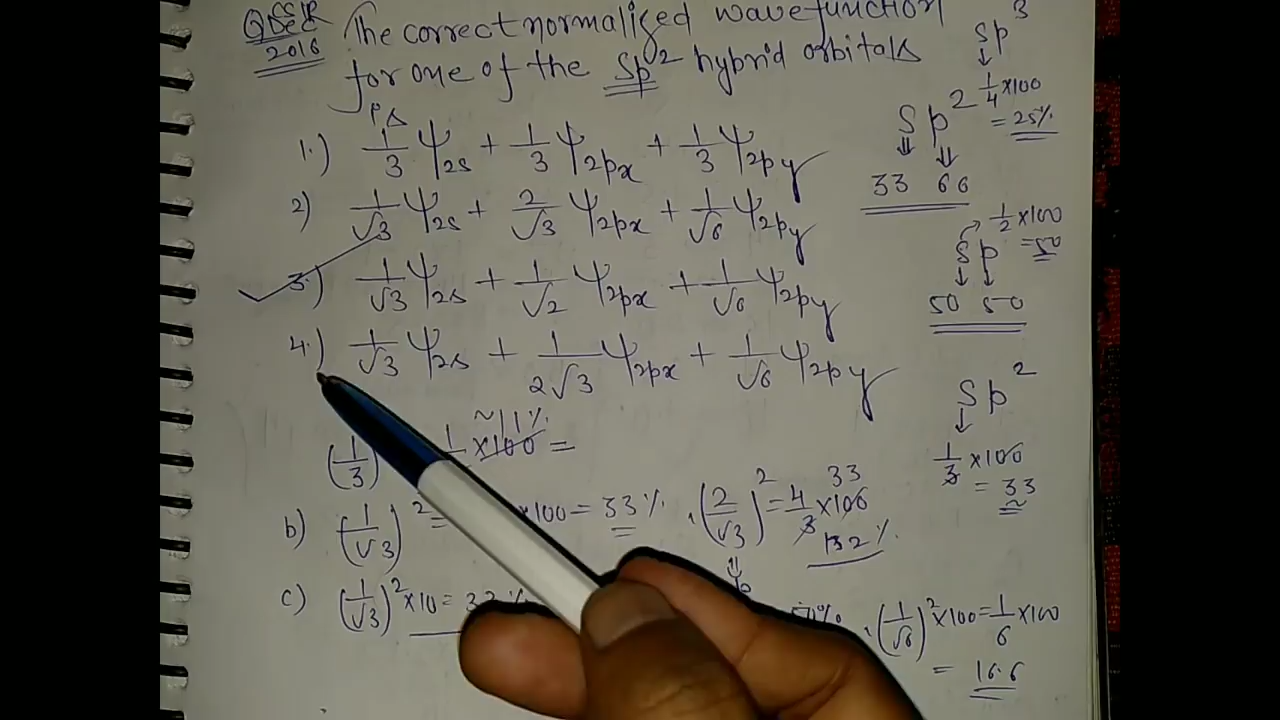 Q CSIR Dec 2016
The correct normalized wavefunction
for one of the Sp² hybrid orbitals
1.) 1/3 Ψ2s + 1/3 Ψ2px + 1/3 Ψ2py
2) 1/√3 Ψ2s + 2/√3 Ψ2px + 1/√6 Ψ2py
3.) 1/√3 Ψ2s + 1/√2 Ψ2px + 1/√6 Ψ2py
4.) 1/√3 Ψ2s + 1/2√3 Ψ2px + 1/√6 Ψ2py
(1/3) ×100 = ~11%
b) (1/√3)² = ×100 = 33% (2/√3)² = 4/3 ×100 33
132%
c) (1/√3)² ×10 = 33% (1/√6)² ×100 = 1/6 ×100
= 16.6
Sp³
1/4 ×100
= 25%
Sp²
33 66
1/2 ×100
= 50
Sp
50 50
Sp²
1/3 ×100
= 33